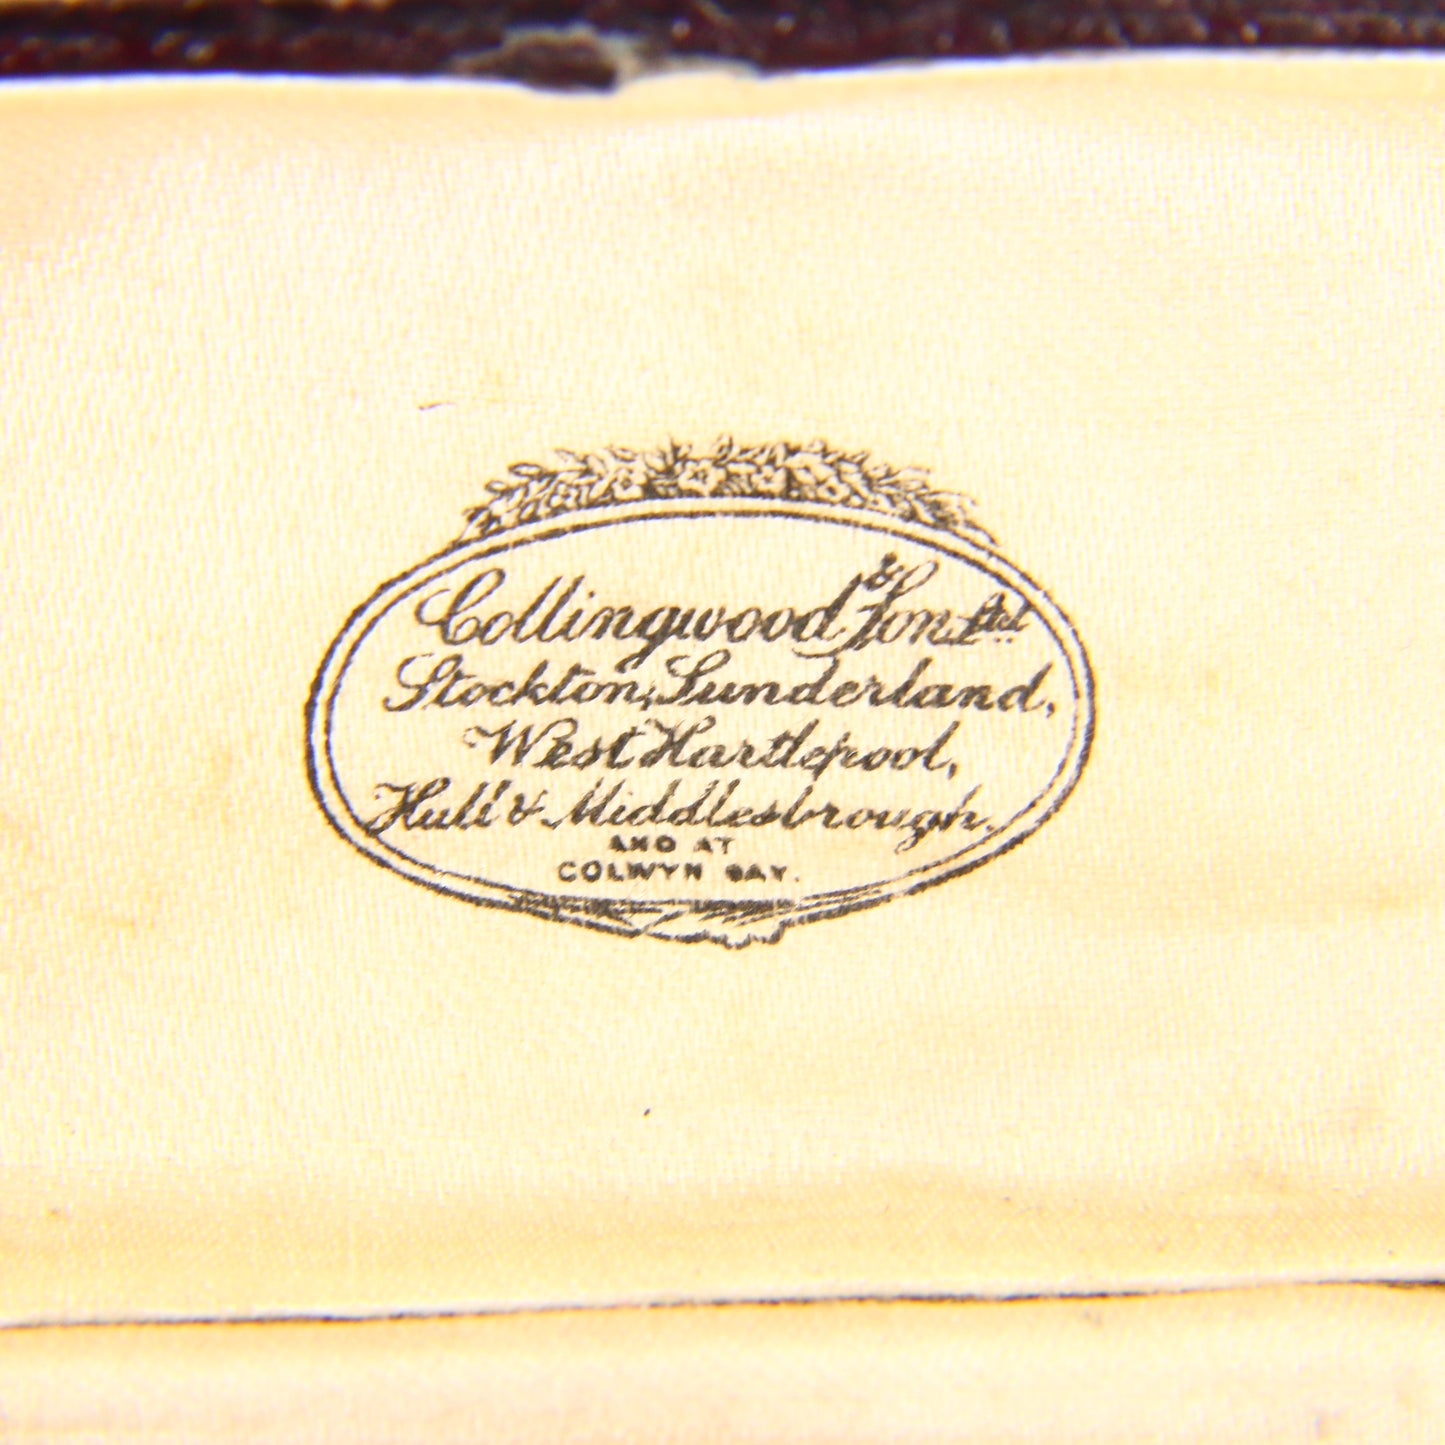 Collingwood & Son Ltd
Stockton, Sunderland,
West Hartlepool,
Hull & Middlesbrough.
AND AT
COLWYN BAY.